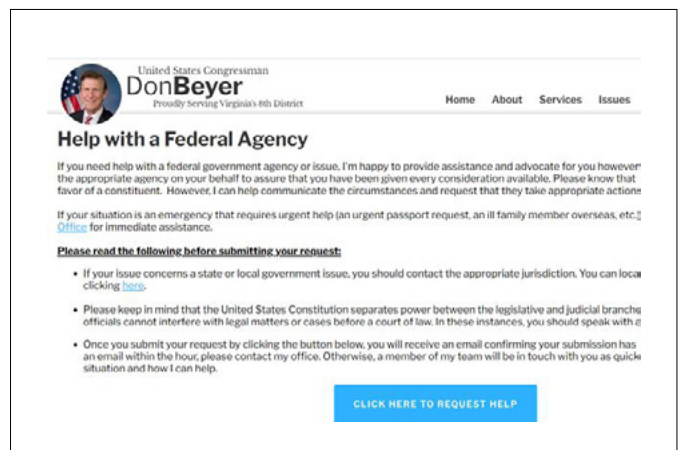 United States Congressman
DonBeyer
Proudly Serving Virginia's 8th District
Home About Services Issues
Help with a Federal Agency
If you need help with a federal government agency or issue, I'm happy to provide assistance and advocate for you however
the appropriate agency on your behalf to assure that you have been given every consideration available. Please know that
favor of a constituent. However, I can help communicate the circumstances and request that they take appropriate actions
If your situation is an emergency that requires urgent help (an urgent passport request, an ill family member overseas, etc.
Office for immediate assistance.
Please read the following before submitting your request:
• If your issue concerns a state or local government issue, you should contact the appropriate jurisdiction. You can loca
clicking here.
• Please keep in mind that the United States Constitution separates power between the legislative and judicial branche
officials cannot interfere with legal matters or cases before a court of law. In these instances, you should speak with
• Once you submit your request by clicking the button below, you will receive an email confirming your submission has
an email within the hour, please contact my office. Otherwise, a member of my team will be in touch with you as quick
situation and how I can help.
CLICK HERE TO REQUEST HELP